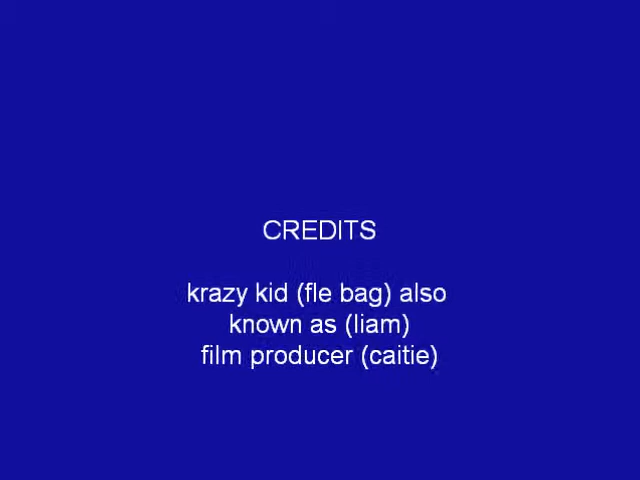 CREDITS
krazy kid (fle bag) also
known as (liam)
film producer (caitie)